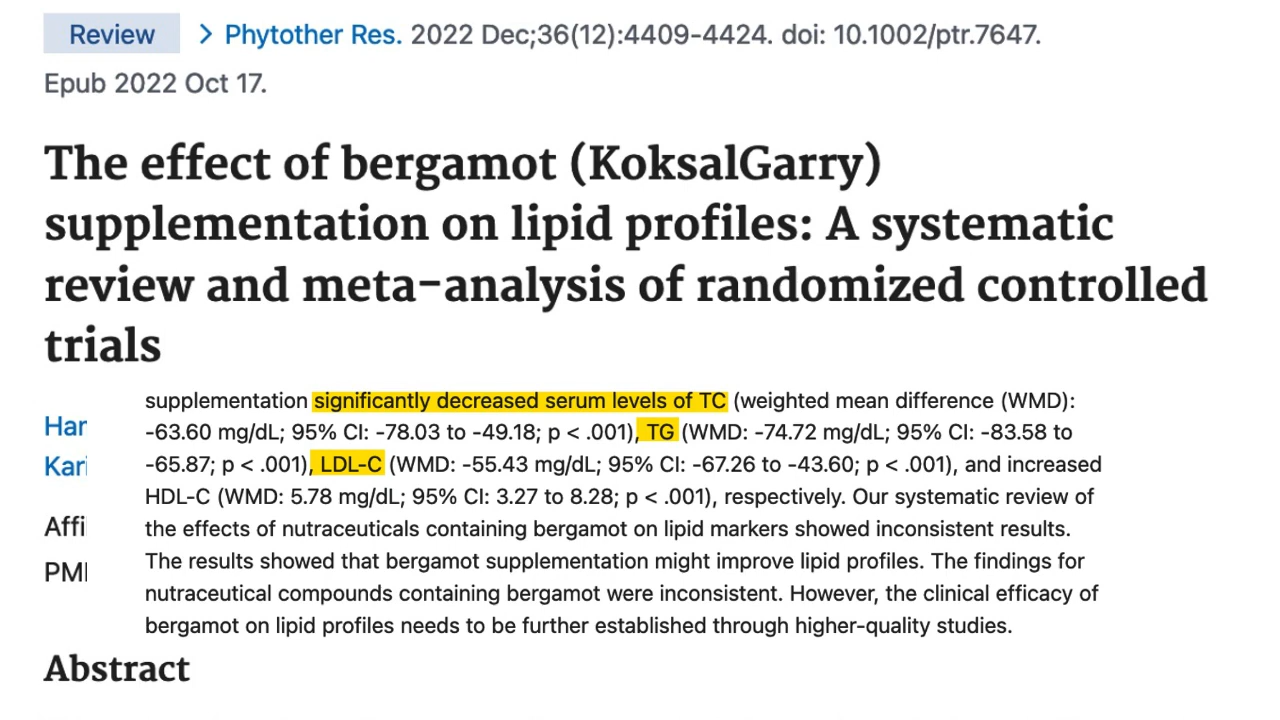 Review > Phytother Res. 2022 Dec;36(12):4409-4424. doi: 10.1002/ptr.7647.
Epub 2022 Oct 17.
The effect of bergamot (KoksalGarry)
supplementation on lipid profiles: A systematic
review and meta-analysis of randomized controlled
trials
supplementation significantly decreased serum levels of TC (weighted mean difference (WMD):
-63.60 mg/dL; 95% CI: -78.03 to -49.18; p < .001), TG (WMD: -74.72 mg/dL; 95% CI: -83.58 to
-65.87; p < .001), LDL-C (WMD: -55.43 mg/dL; 95% CI: -67.26 to -43.60; p < .001), and increased
HDL-C (WMD: 5.78 mg/dL; 95% CI: 3.27 to 8.28; p < .001), respectively. Our systematic review of
the effects of nutraceuticals containing bergamot on lipid markers showed inconsistent results.
The results showed that bergamot supplementation might improve lipid profiles. The findings for
nutraceutical compounds containing bergamot were inconsistent. However, the clinical efficacy of
bergamot on lipid profiles needs to be further established through higher-quality studies.
Abstract